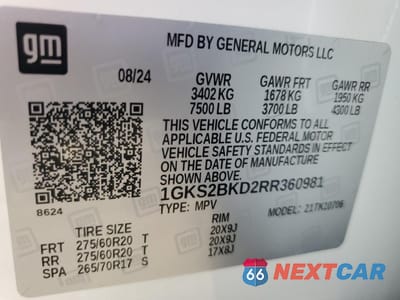 gm
MFD BY GENERAL MOTORS LLC
08/24 GVWR GAWR FRT GAWR RR
3402 KG 1678 KG 1950 KG
7500 LB 3700 LB 4300 LB
THIS VEHICLE CONFORMS TO ALL
APPLICABLE U.S. FEDERAL MOTOR
VEHICLE SAFETY STANDARDS IN EFFECT
ON THE DATE OF MANUFACTURE
SHOWN ABOVE.
1GKS2BKD2RR360981
8624 TYPE: MPV MODEL: 21TK10706
TIRE SIZE RIM
FRT 275/60R20 T 20X9J
RR 275/60R20 T 20X9J
SPA 265/70R17 S 17X8J
66 NEXTCAR